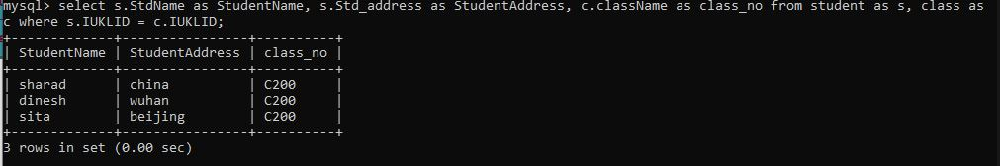 mysql> select s.StdName as StudentName, s.Std_address as StudentAddress, c.className as class_no from student as s, class as
c where s.IUKLID = c.IUKLID;
+-------------+----------------+----------+
| StudentName | StudentAddress | class_no |
+-------------+----------------+----------+
| sharad      | china          | C200     |
| dinesh      | wuhan          | C200     |
| sita        | beijing        | C200     |
+-------------+----------------+----------+
3 rows in set (0.00 sec)